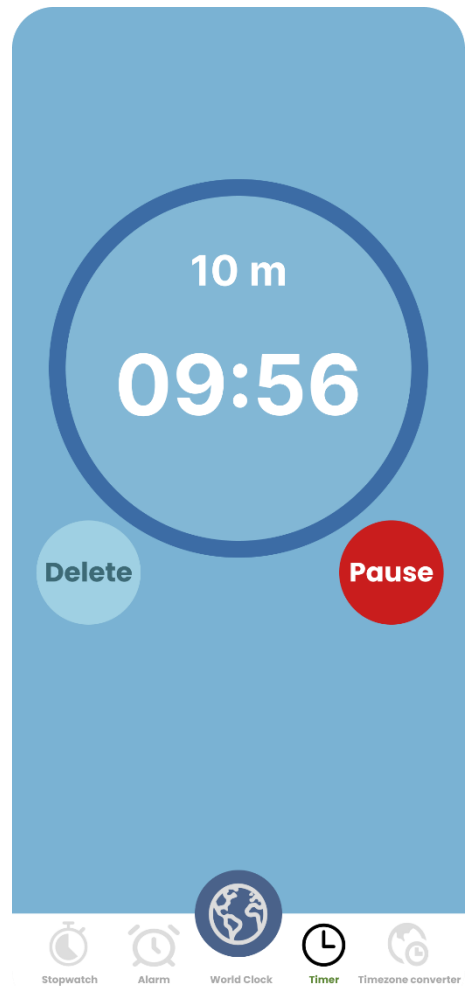 10 m
09:56
Delete
Pause
Stopwatch
Alarm
World Clock
Timer
Timezone converter